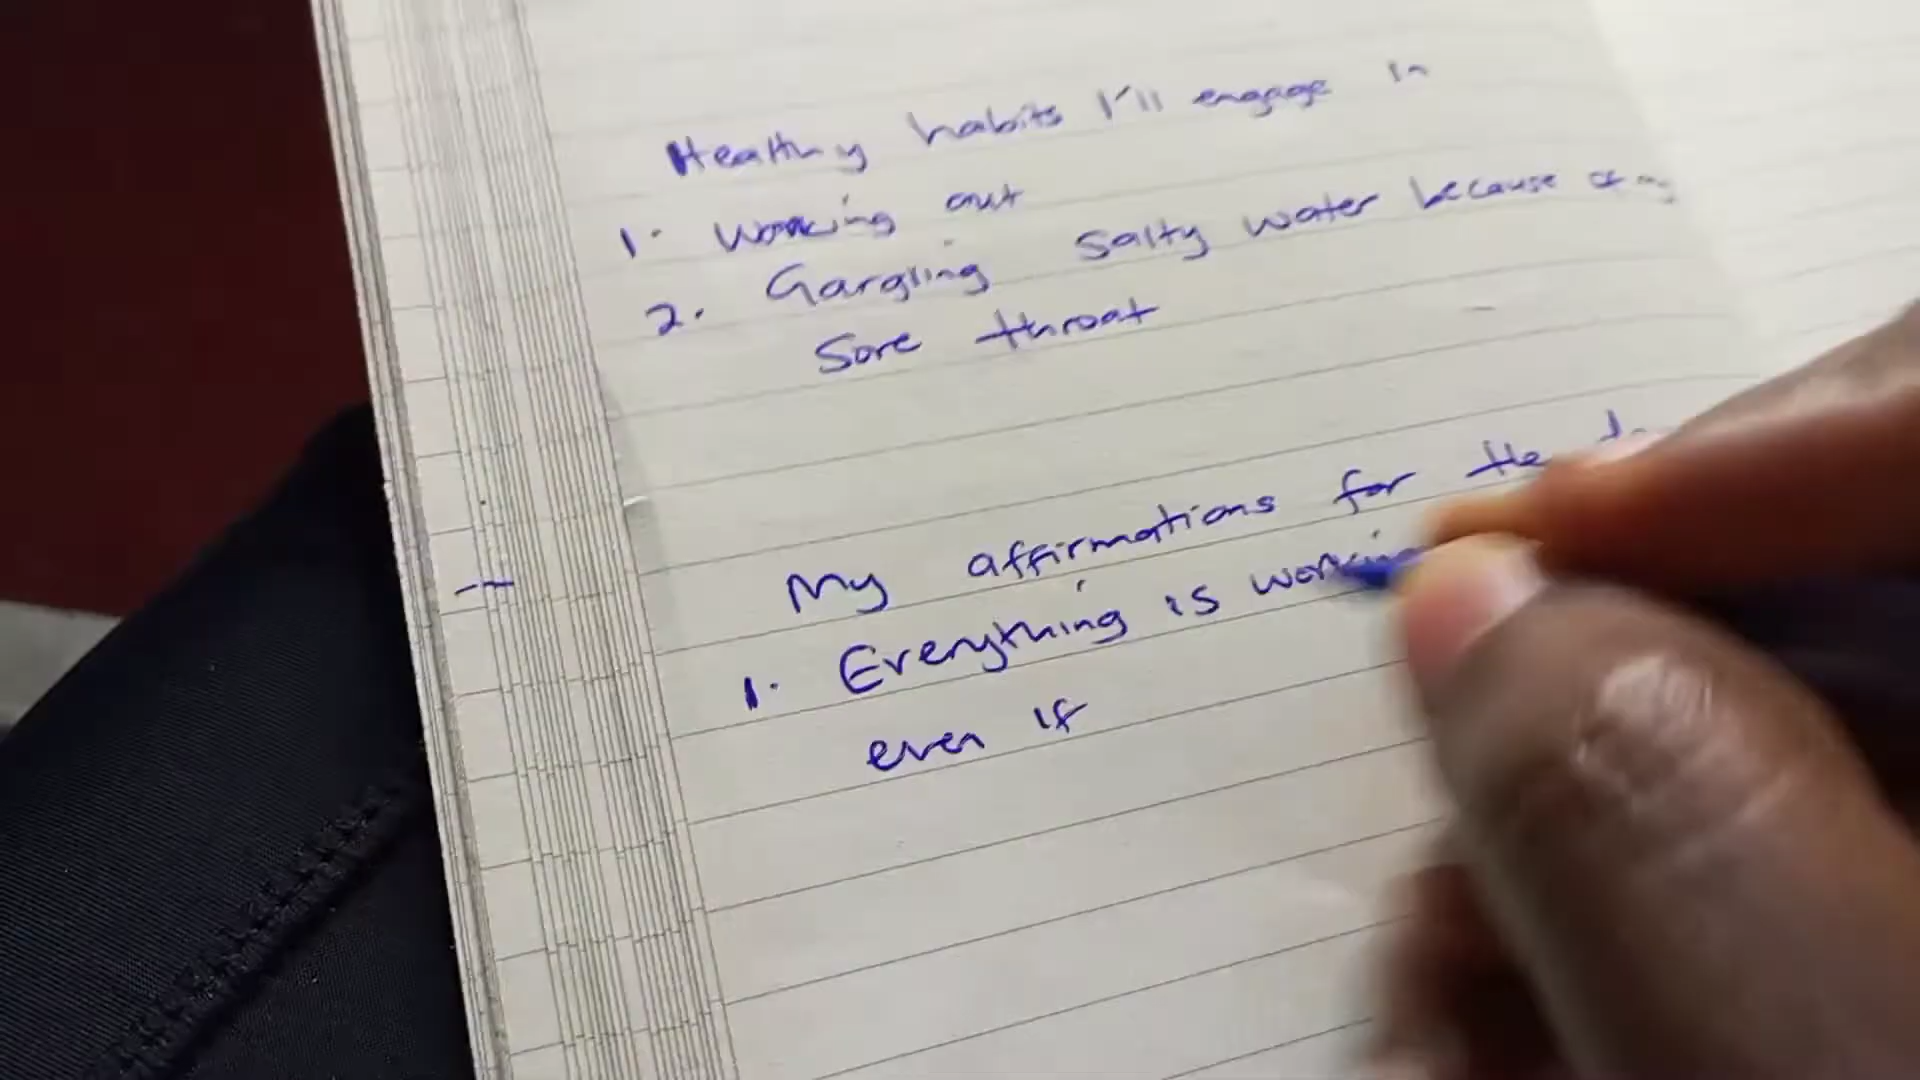 Healthy habits I'll engage in
1. Working out
2. Gargling salty water because of my
sore throat
My affirmations for the
1. Everything is working
even if